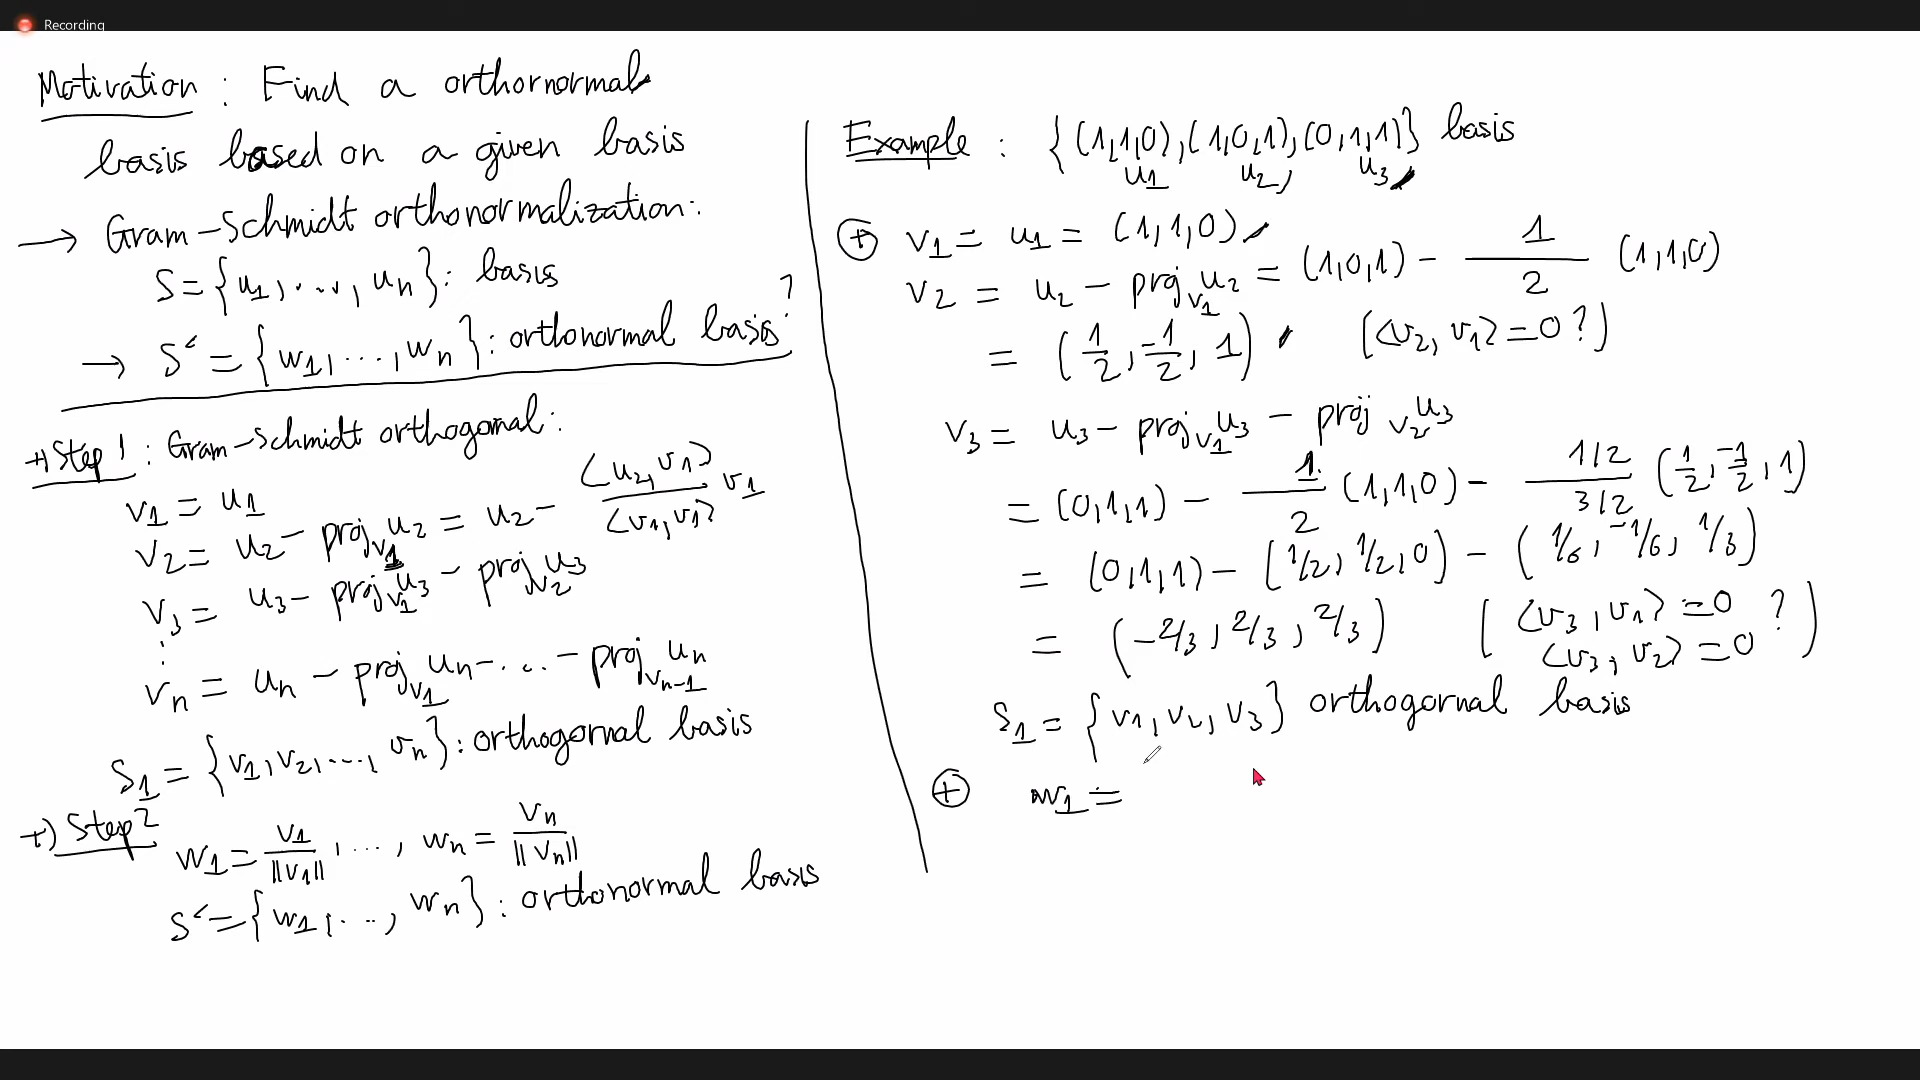 Recording
Motivation : Find a orthornormal
basis based on a given basis
→ Gram-Schmidt orthonormalization:
S = {u1, ..., un} : basis
→ S' = {w1, ..., wn} : orthonormal basis ?
+) Step 1 : Gram-Schmidt orthogonal :
v1 = u1
v2 = u2 - proj_v1 u2 = u2 - <u2, v1>/<v1, v1> v1
v3 = u3 - proj_v1 u3 - proj_v2 u3
⋮
vn = un - proj_v1 un - ... - proj_vn-1 un
S1 = {v1, v2, ..., vn} : orthogornal basis
+) Step 2
w1 = v1/||v1||, ..., wn = vn/||vn||
S' = {w1, ..., wn} : orthonormal basis
Example : {(1,1,0), (1,0,1), (0,1,1)} basis
u1 u2, u3
⊕ v1 = u1 = (1,1,0)
v2 = u2 - proj_v1 u2 = (1,0,1) - 1/2 (1,1,0)
= (1/2, -1/2, 1) (<v2, v1> = 0 ?)
v3 = u3 - proj_v1 u3 - proj_v2 u3
= (0,1,1) - 1/2 (1,1,0) - 1/2 / 3/2 (1/2, -1/2, 1)
= (0,1,1) - (1/2, 1/2, 0) - (1/6, -1/6, 1/3)
= (-2/3, 2/3, 2/3) (<v3, v1> = 0 ?)
<v3, v2> = 0
S1 = {v1, v2, v3} orthogornal basis
⊕ w1 =